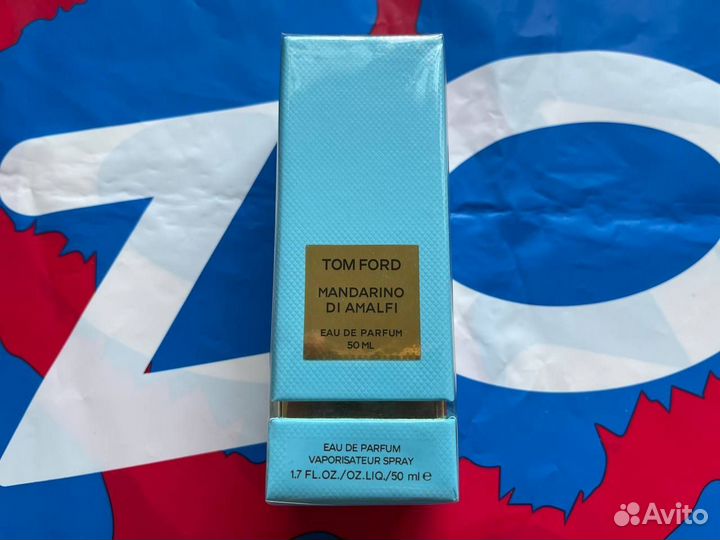 ZO
TOM FORD
MANDARINO
DI AMALFI
EAU DE PARFUM
50 ML
EAU DE PARFUM
VAPORISATEUR SPRAY
1.7 FL.OZ./OZ.LIQ./50 ml e
Avito